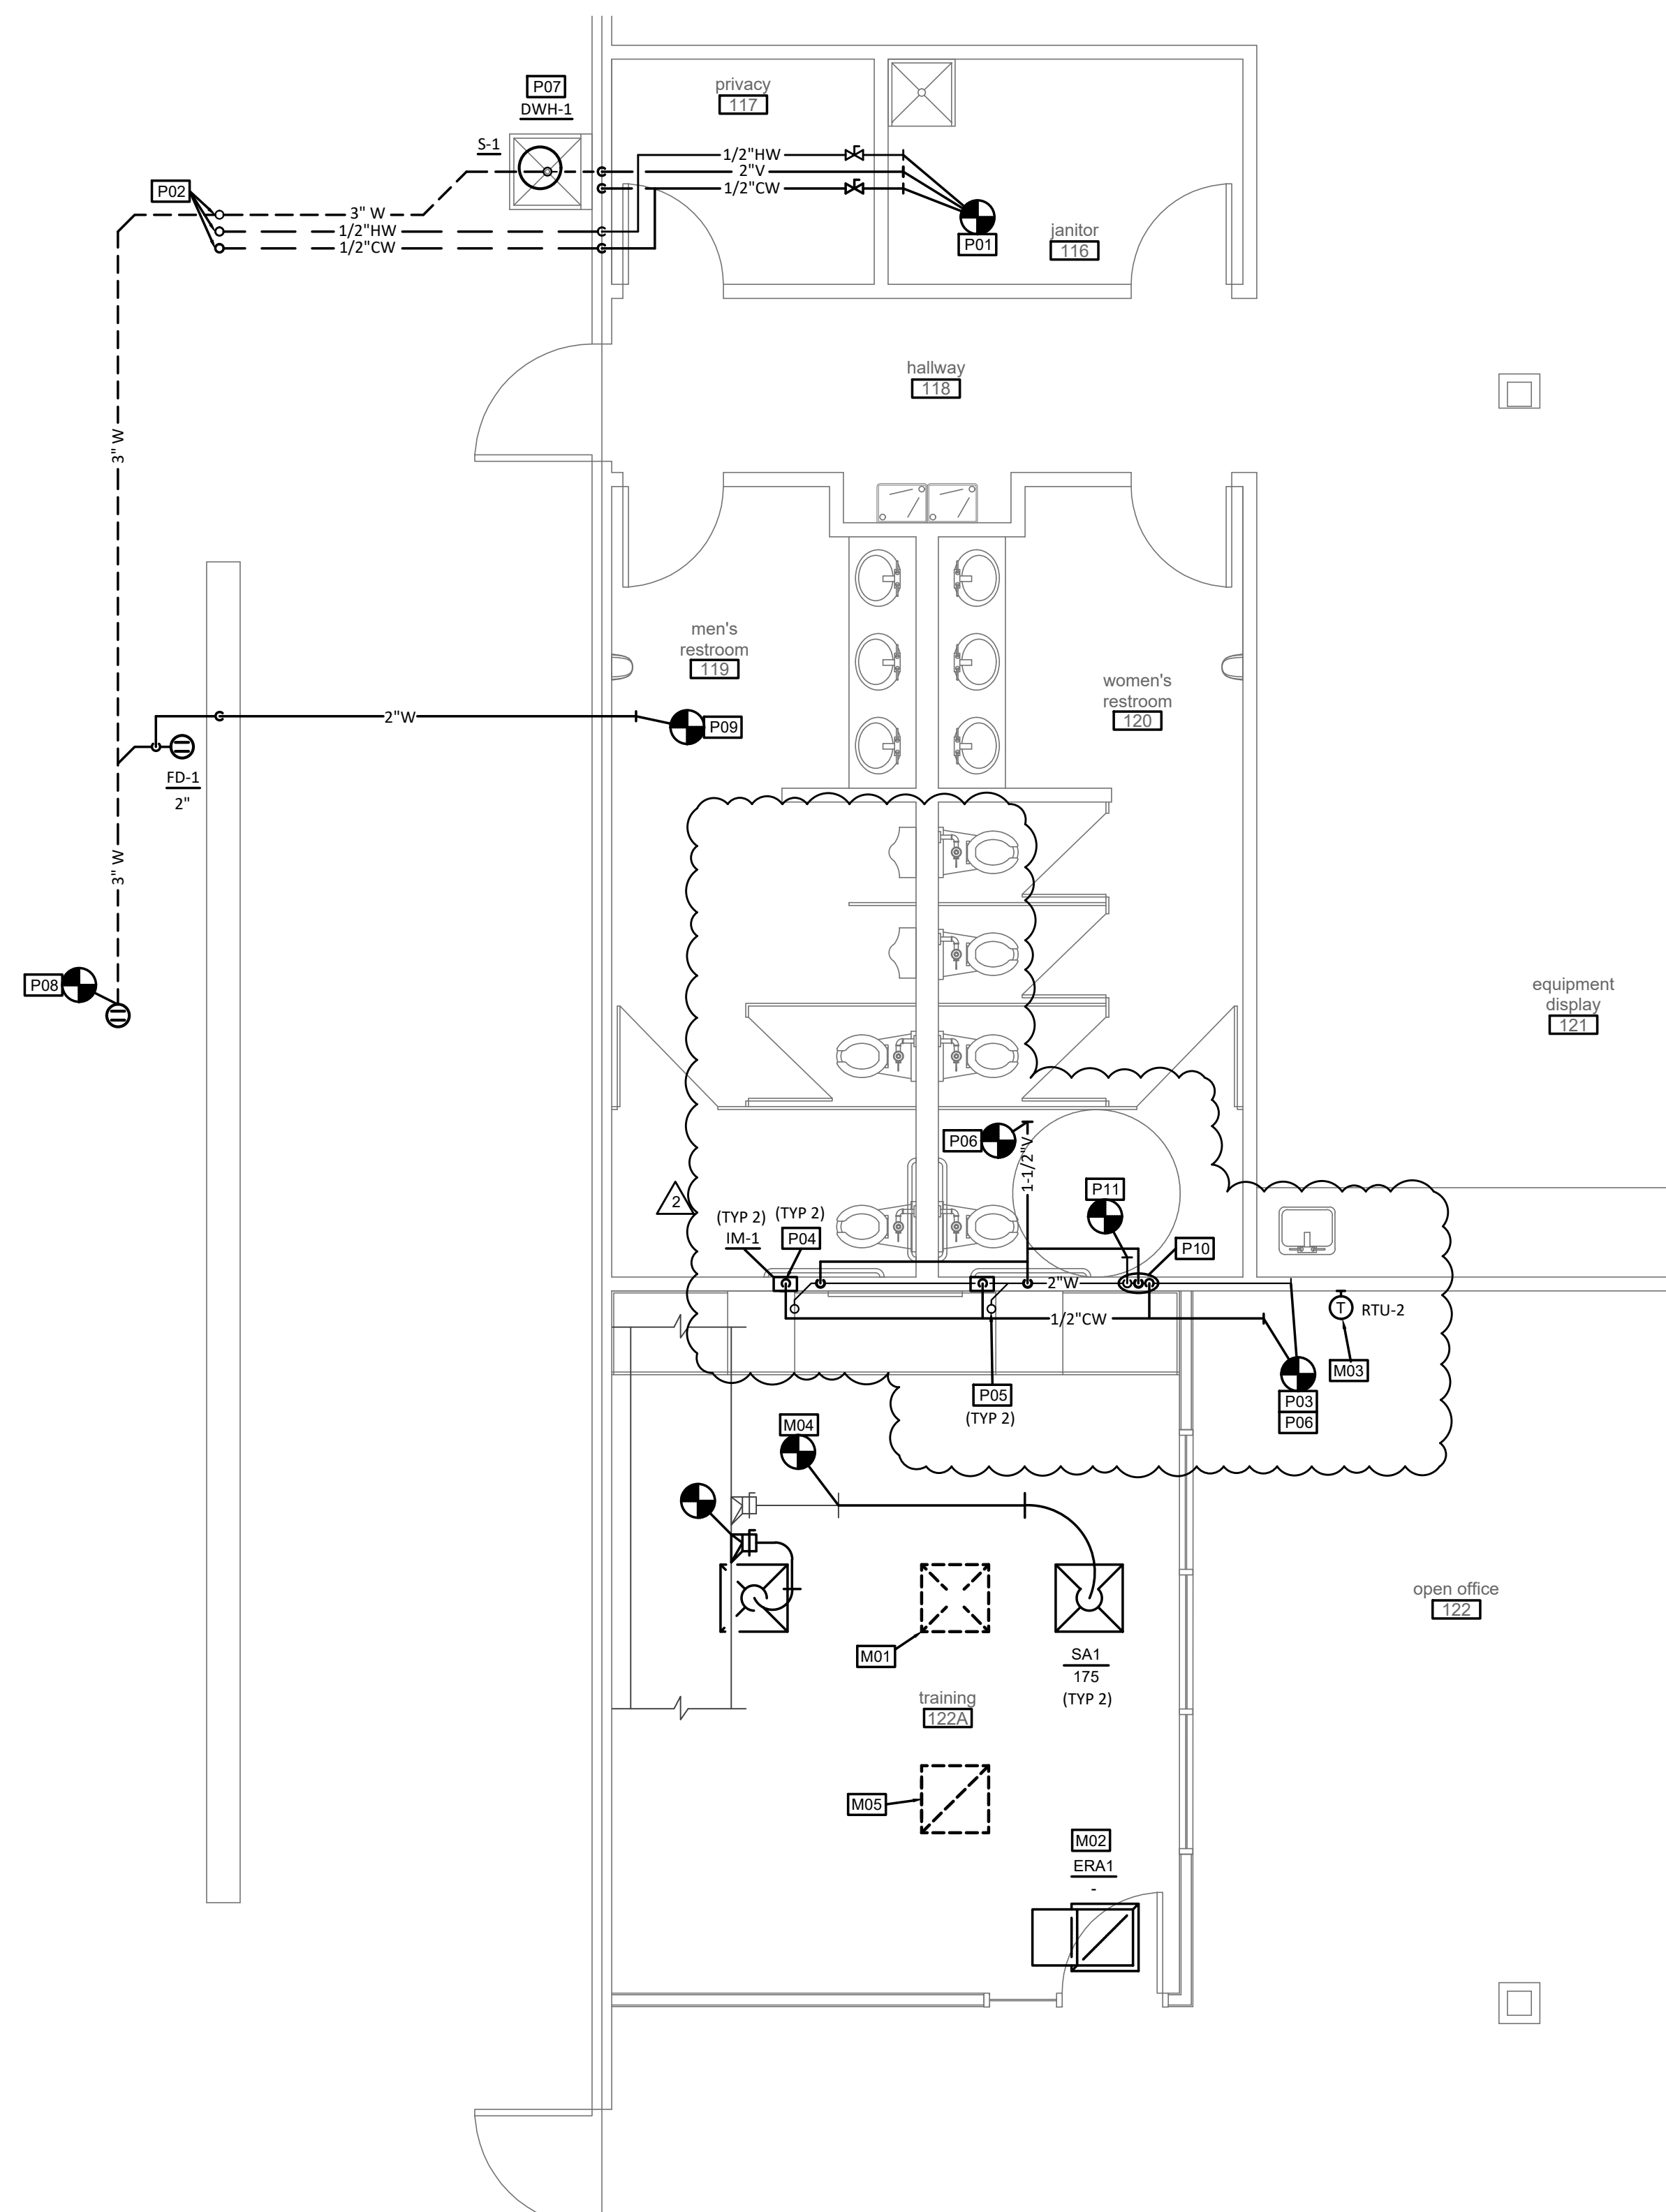 P07
DWH-1
S-1
privacy
117
1/2"HW
2"V
1/2"CW
P02
3" W
1/2"HW
1/2"CW
P01
janitor
116
hallway
118
3" W
men's
restroom
119
women's
restroom
120
2"W
P09
FD-1
2"
3" W
P08
equipment
display
121
P06
1-1/2"V
P11
2
(TYP 2)
IM-1
(TYP 2)
P04
P10
2"W
1/2"CW
T
RTU-2
M03
P03
P06
P05
(TYP 2)
M04
M01
SA1
175
(TYP 2)
open office
122
training
122A
M05
M02
ERA1
-